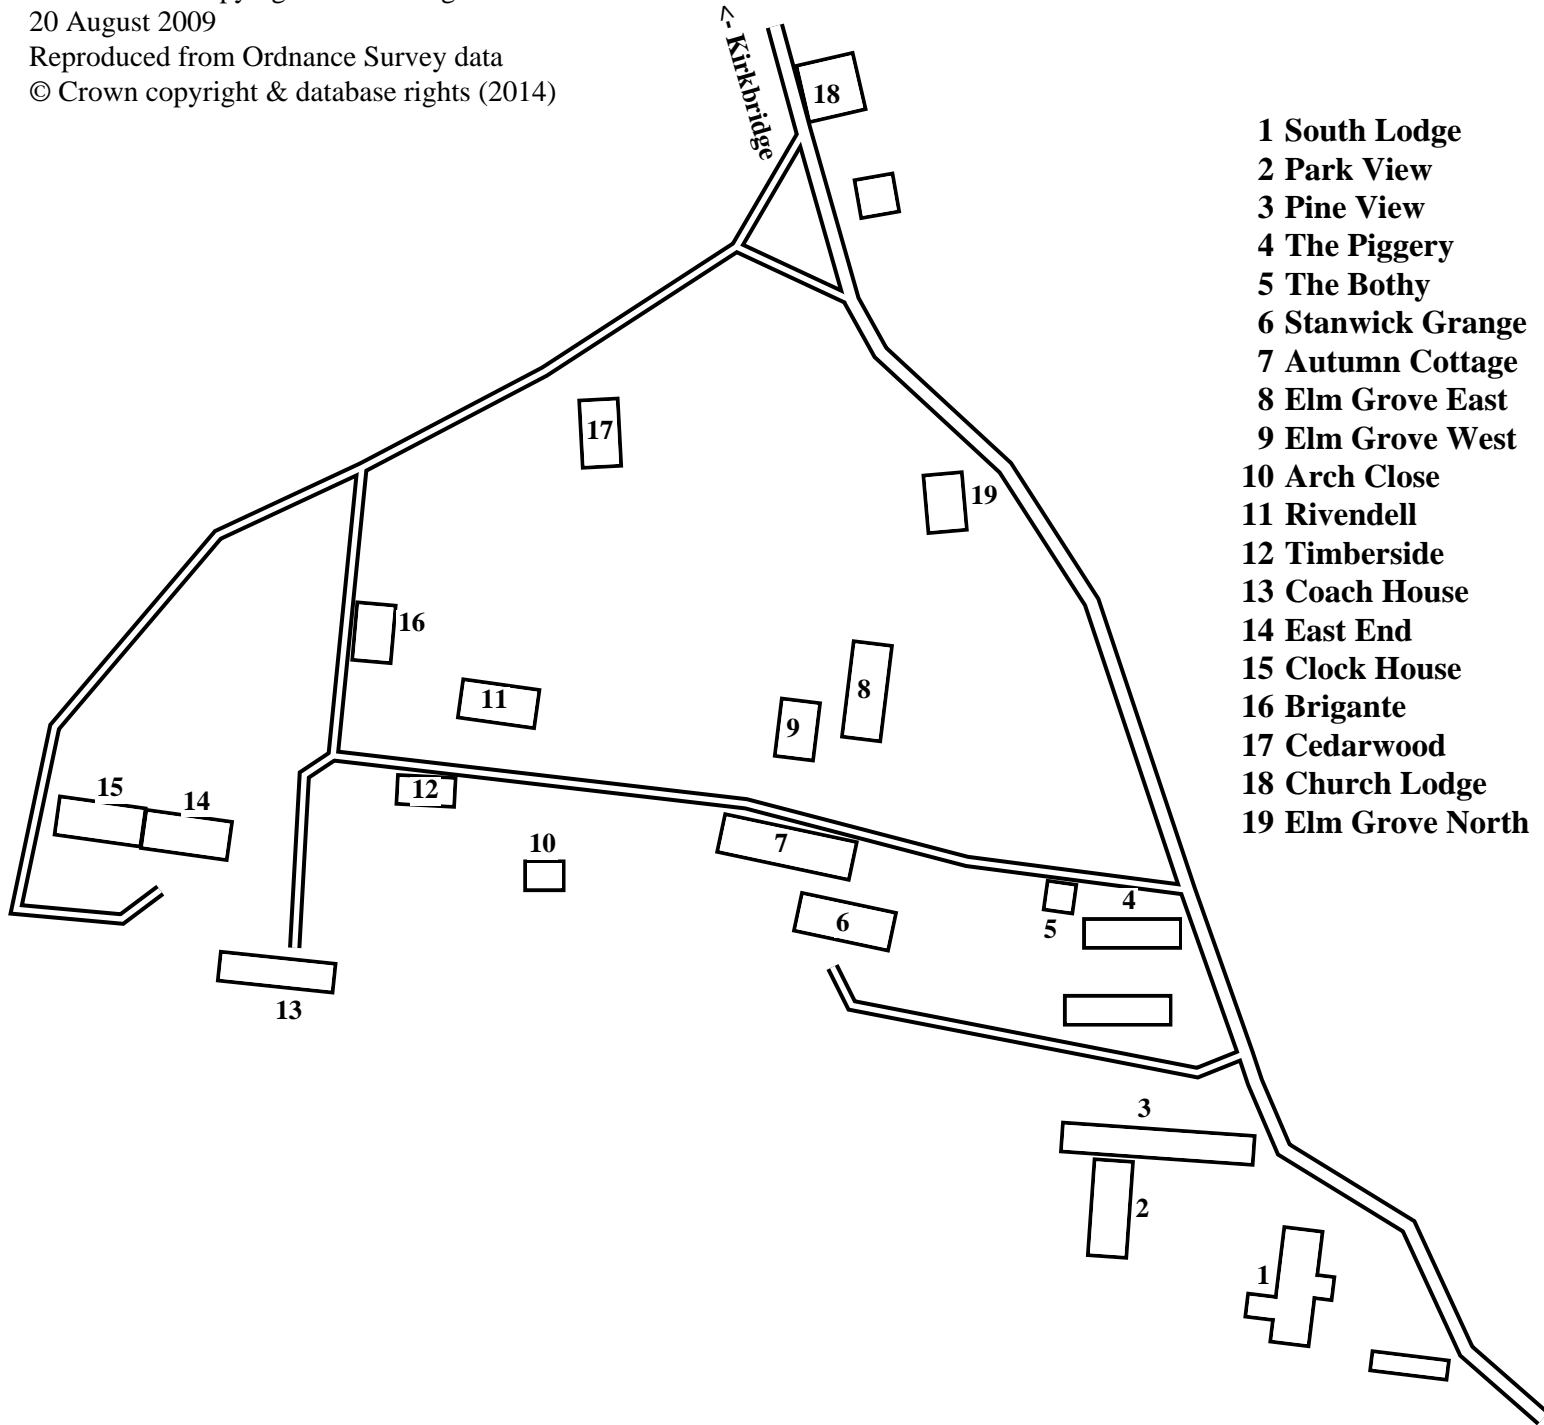 20 August 2009
Reproduced from Ordnance Survey data
© Crown copyright & database rights (2014)
<- Kirkbridge
18
1 South Lodge
2 Park View
3 Pine View
4 The Piggery
5 The Bothy
6 Stanwick Grange
7 Autumn Cottage
8 Elm Grove East
9 Elm Grove West
10 Arch Close
11 Rivendell
12 Timberside
13 Coach House
14 East End
15 Clock House
16 Brigante
17 Cedarwood
18 Church Lodge
19 Elm Grove North
17
19
16
11
8
9
15
14
12
10
7
6
5
4
13
3
2
1